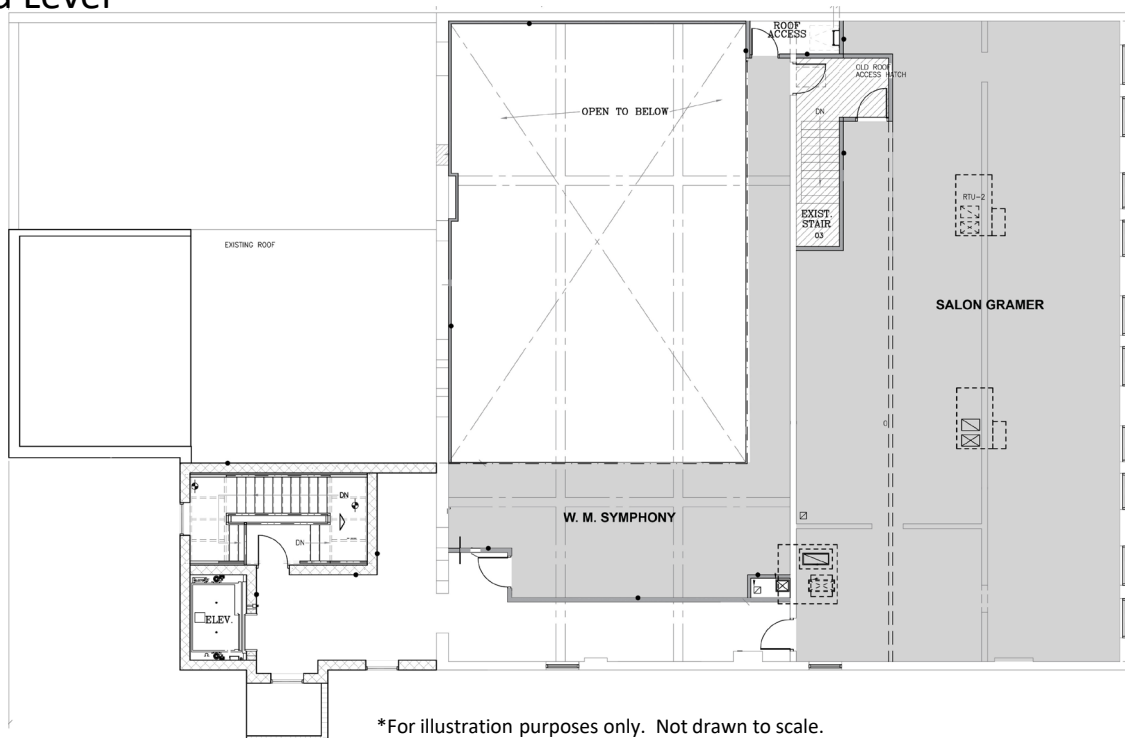 Level
ROOF
ACCESS
OLD ROOF
ACCESS HATCH
OPEN TO BELOW
DN
RTU-2
EXIST.
STAIR
03
EXISTING ROOF
SALON GRAMER
DN
W. M. SYMPHONY
DN
ELEV.
*For illustration purposes only. Not drawn to scale.